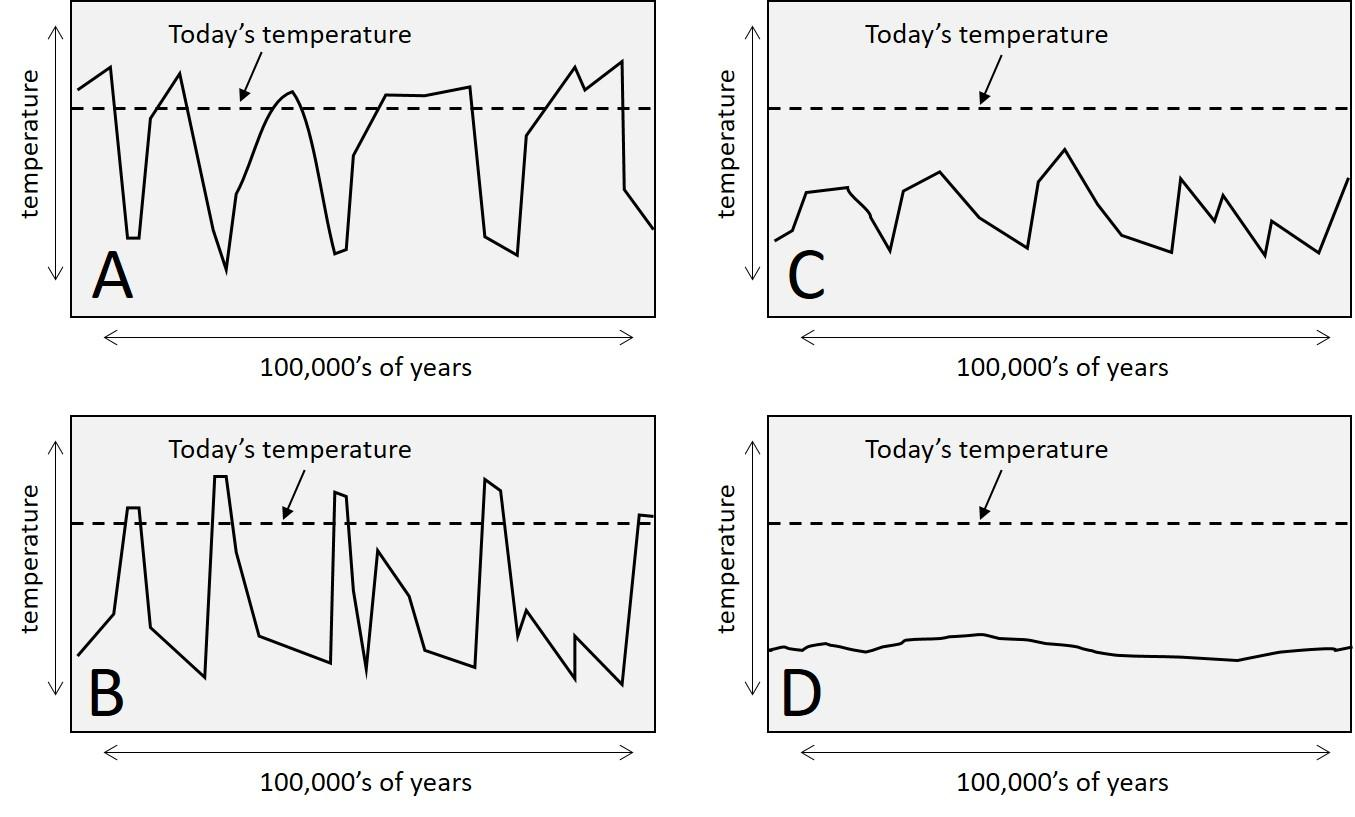 Today's temperature
temperature
A
100,000's of years
Today's temperature
temperature
C
100,000's of years
Today's temperature
temperature
B
100,000's of years
Today's temperature
temperature
D
100,000's of years